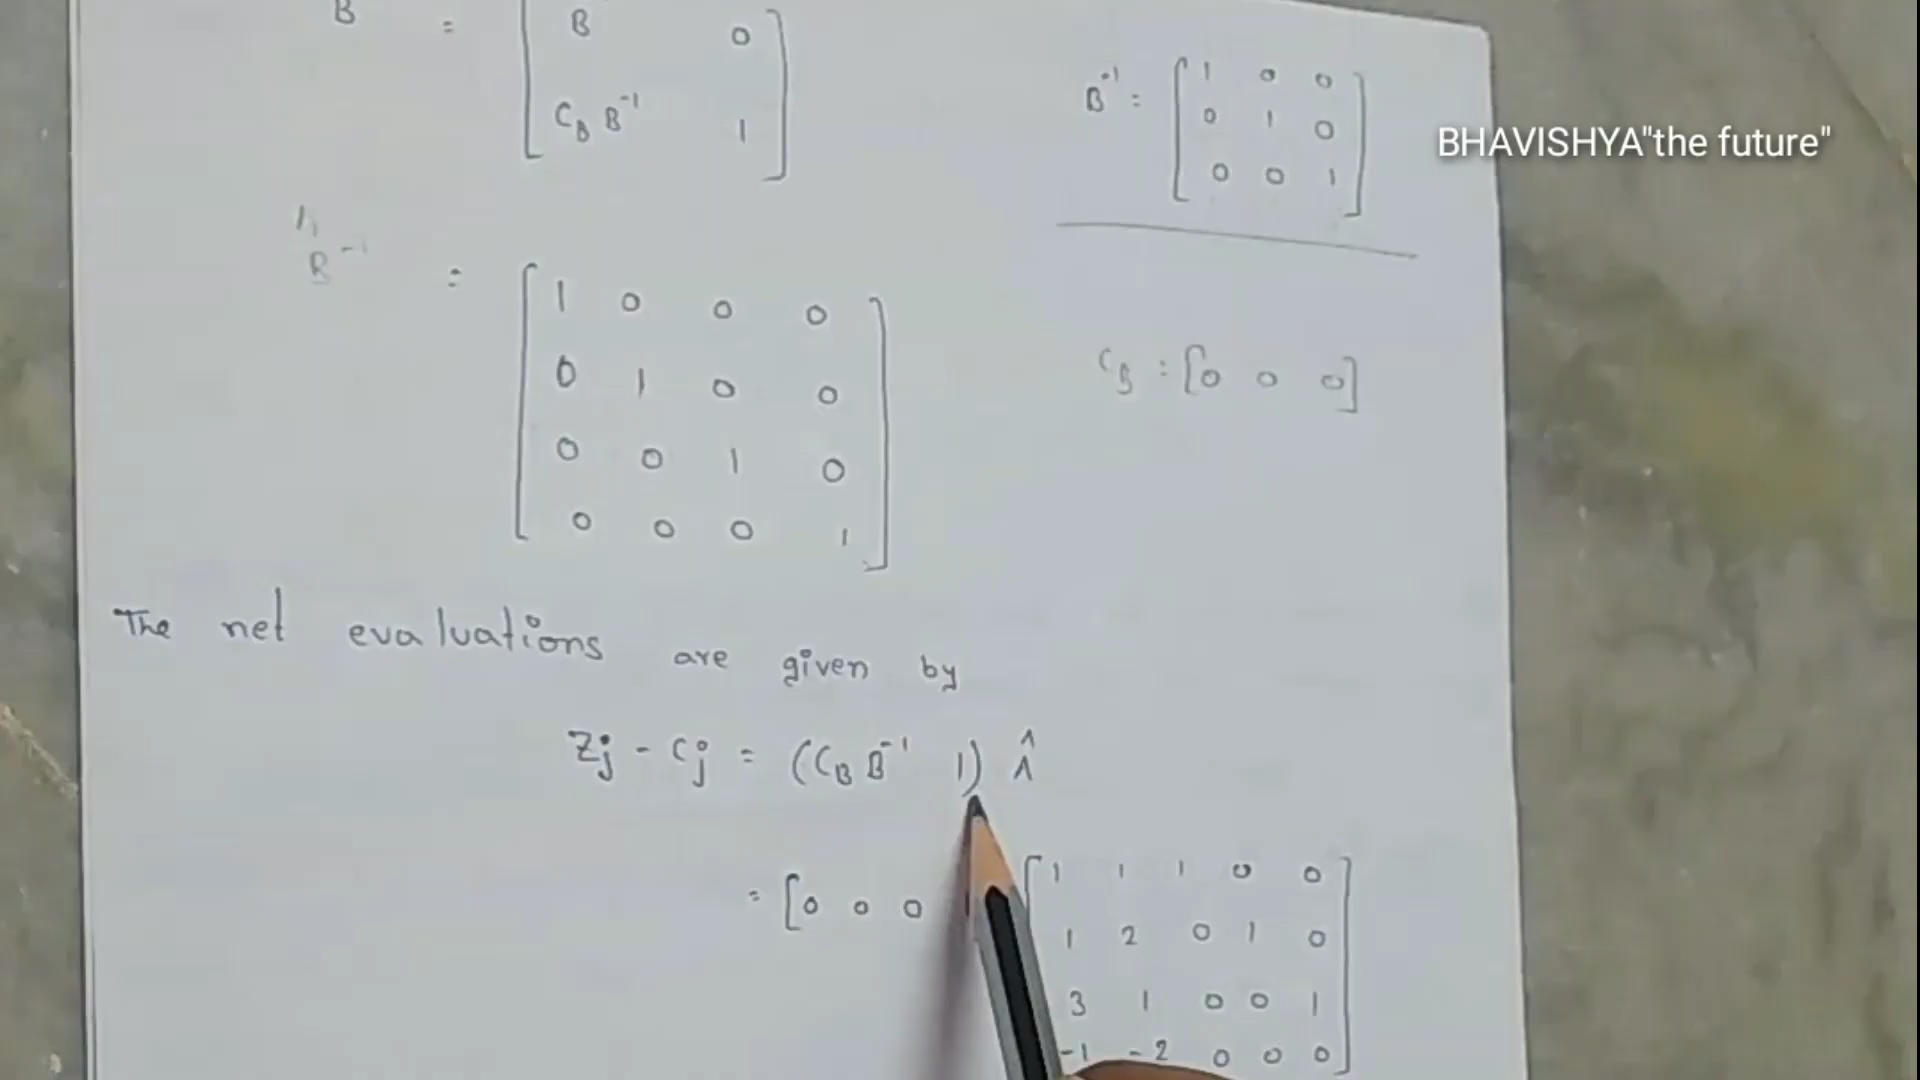 B = [ B 0
C_B B^-1 1 ]
B^-1 = [ 1 0 0
0 1 0
0 0 1 ]
BHAVISHYA"the future"
B^-1 = [ 1 0 0 0
0 1 0 0
0 0 1 0
0 0 0 1 ]
C_B = [0 0 0]
The net evaluations are given by
Zj - Cj = (C_B B^-1 1) Â
= [0 0 0 [ 1 1 1 0 0
1 2 0 1 0
3 1 0 0 1
-1 -2 0 0 0 ]